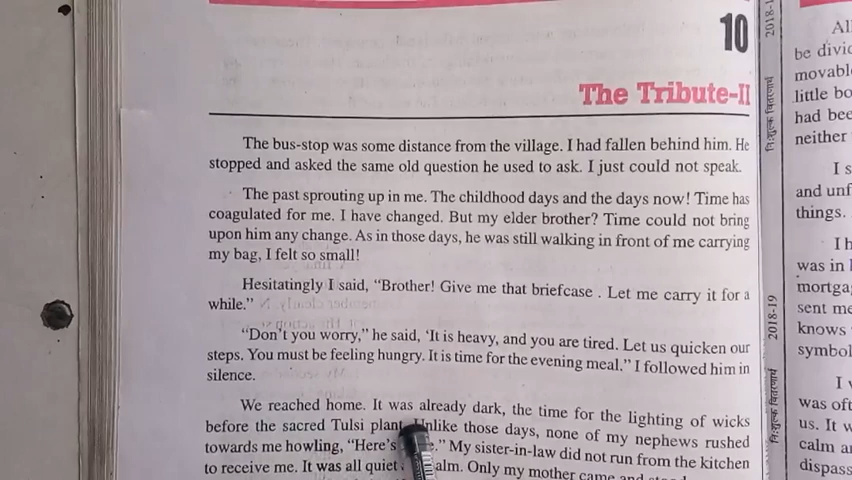 10
The Tribute-II
The bus-stop was some distance from the village. I had fallen behind him. He
stopped and asked the same old question he used to ask. I just could not speak.
The past sprouting up in me. The childhood days and the days now! Time has
coagulated for me. I have changed. But my elder brother? Time could not bring
upon him any change. As in those days, he was still walking in front of me carrying
my bag, I felt so small!
Hesitatingly I said, “Brother! Give me that briefcase . Let me carry it for a
while.”
“Don’t you worry,” he said, ‘It is heavy, and you are tired. Let us quicken our
steps. You must be feeling hungry. It is time for the evening meal.” I followed him in
silence.
We reached home. It was already dark, the time for the lighting of wicks
before the sacred Tulsi plant. Unlike those days, none of my nephews rushed
towards me howling, “Here’s .” My sister-in-law did not run from the kitchen
to receive me. It was all quiet calm. Only my mother came and
2018-1
निःशुल्क वितरणार्थ
2018-19
निःशुल्क वितरणार्थ
All
be divid
movable
little bo
had bee
neither
I s
and unf
things.
I h
was in
mortga
sent me
knows
symbol
I v
was oft
us. It w
calm a
dispass